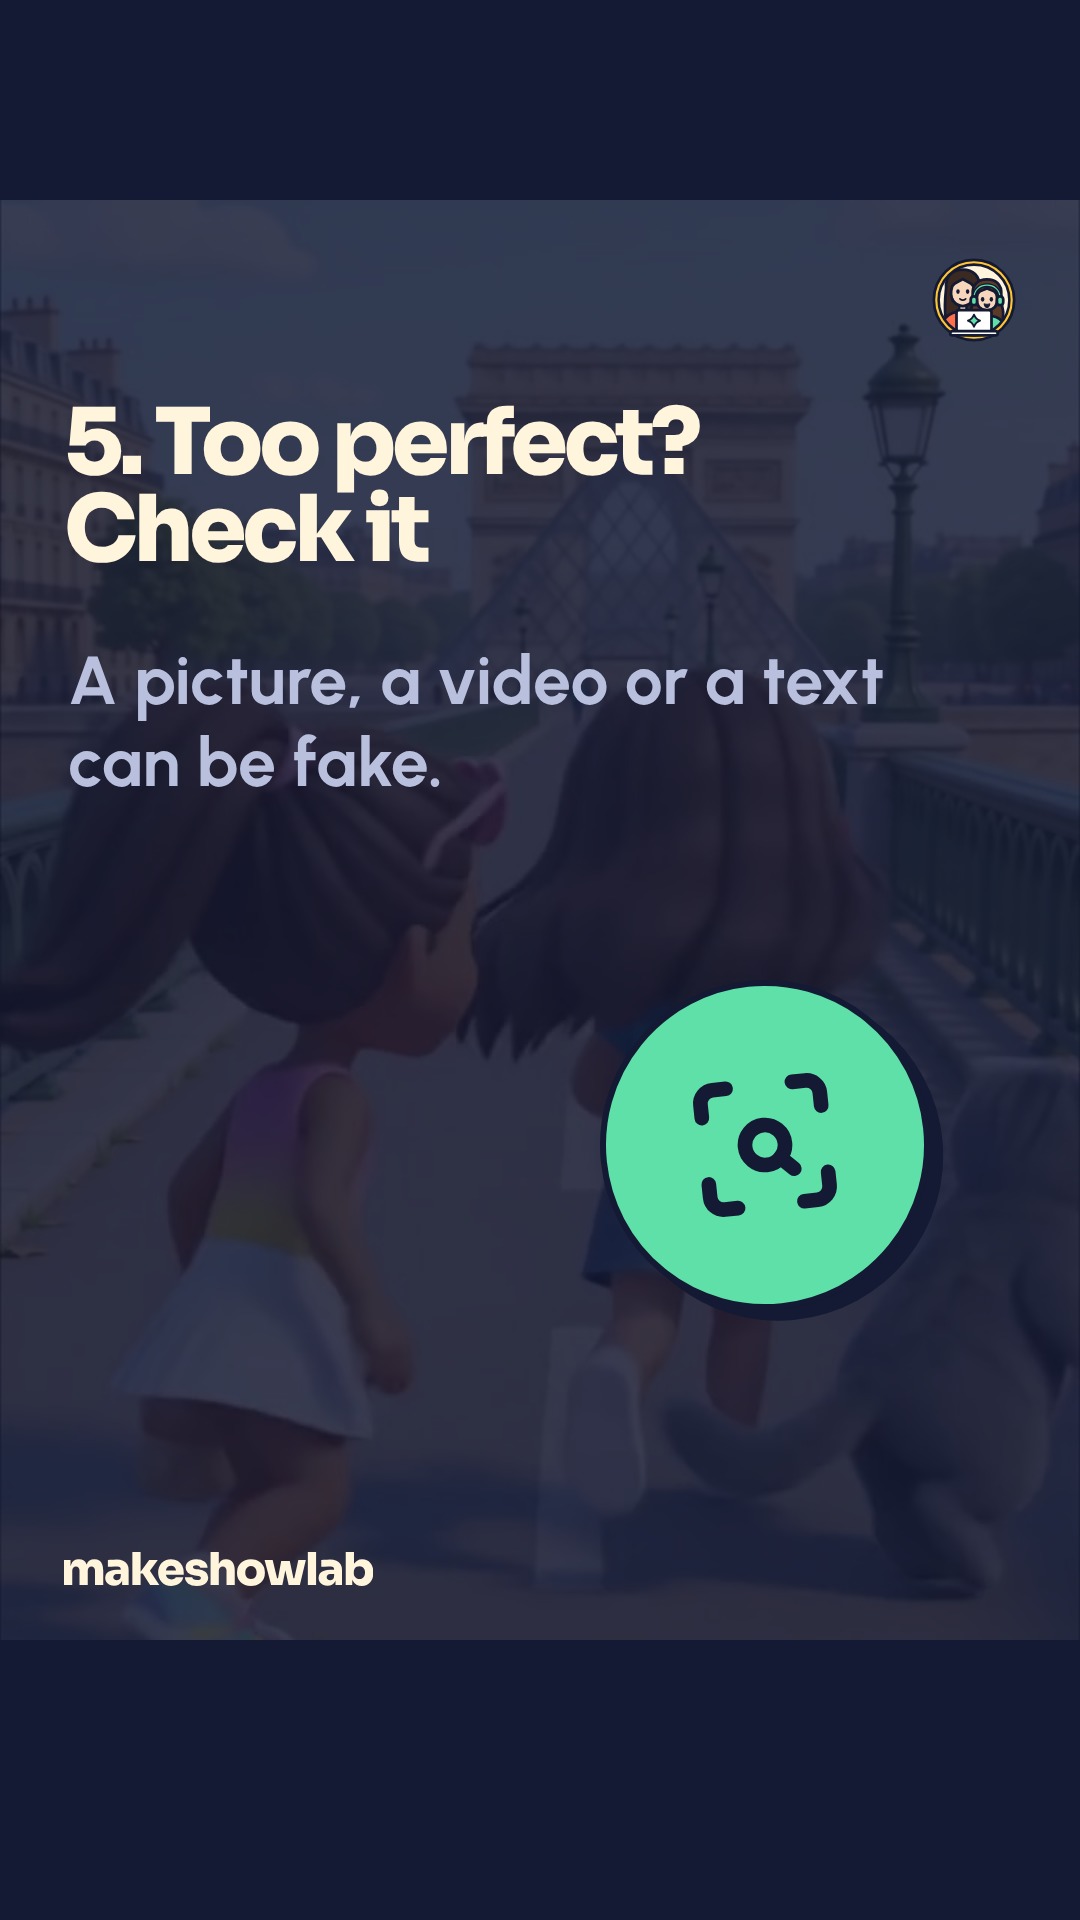 5. Too perfect?
Check it
A picture, a video or a text
can be fake.
makeshowlab